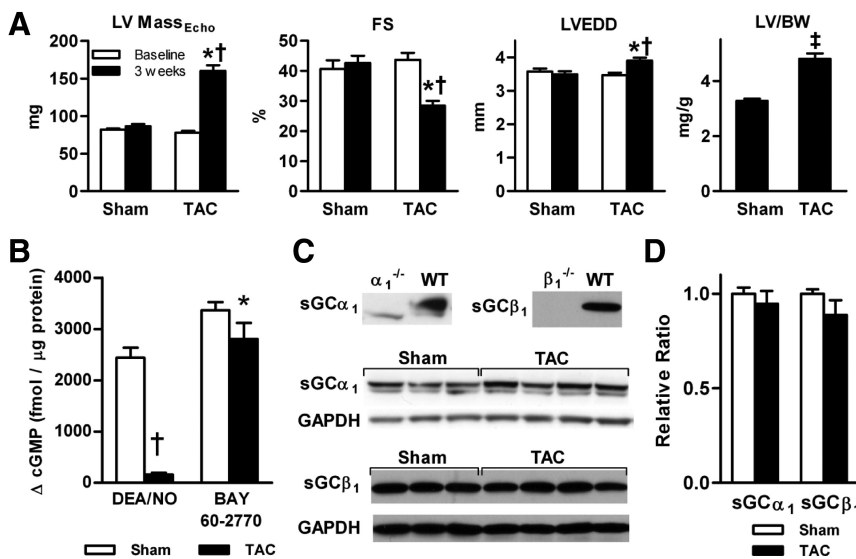 A
LV MassEcho
FS
LVEDD
LV/BW
mg
150
100
50
0
Baseline
3 weeks
*†
Sham TAC
%
50
40
30
20
10
0
*†
Sham TAC
mm
4
3
2
1
0
*†
Sham TAC
mg/g
4
2
0
‡
Sham TAC
B
Δ cGMP (fmol / μg protein)
4000
3000
2000
1000
0
†
*
DEA/NO BAY
60-2770
Sham TAC
C
α1-/- WT
sGCα1
β1-/- WT
sGCβ1
Sham TAC
sGCα1
GAPDH
Sham TAC
sGCβ1
GAPDH
D
Relative Ratio
1.0
0.5
0.0
sGCα1 sGCβ1
Sham
TAC